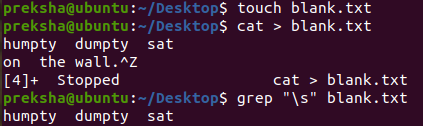 preksha@ubuntu:~/Desktop$ touch blank.txt
preksha@ubuntu:~/Desktop$ cat > blank.txt
humpty  dumpty  sat
on  the wall.^Z
[4]+  Stopped                 cat > blank.txt
preksha@ubuntu:~/Desktop$ grep "\s" blank.txt
humpty  dumpty  sat